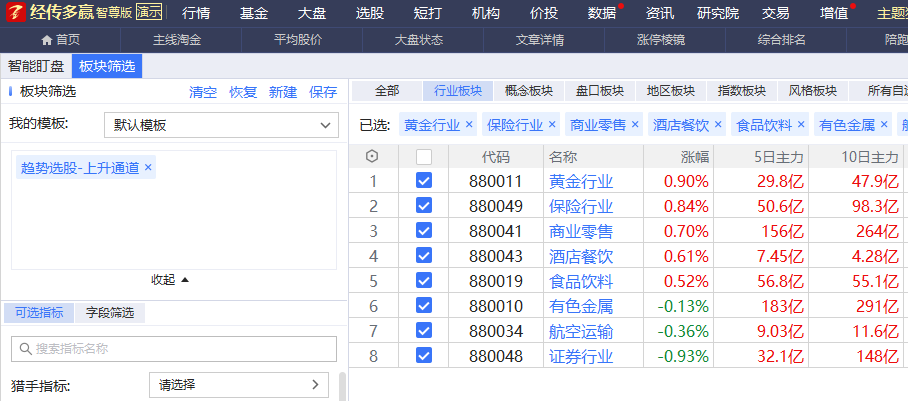 经传多赢 智尊版 演示 行情 基金 大盘 选股 短打 机构 价投 数据 资讯 研究院 交易 增值 主题
首页 主线淘金 平均股价 大盘状态 文章详情 涨停棱镜 综合排名 陪跑
智能盯盘 板块筛选
板块筛选 清空 恢复 新建 保存
我的模板: 默认模板
趋势选股-上升通道 ×
收起
可选指标 字段筛选
搜索指标名称
猎手指标: 请选择
全部 行业板块 概念板块 盘口板块 地区板块 指数板块 风格板块 所有自
已选: 黄金行业 × 保险行业 × 商业零售 × 酒店餐饮 × 食品饮料 × 有色金属 ×
代码 名称 涨幅 5日主力 10日主力
1 880011 黄金行业 0.90% 29.8亿 47.9亿
2 880049 保险行业 0.84% 50.6亿 98.3亿
3 880041 商业零售 0.70% 156亿 264亿
4 880043 酒店餐饮 0.61% 7.45亿 4.28亿
5 880019 食品饮料 0.52% 56.8亿 55.1亿
6 880010 有色金属 -0.13% 183亿 291亿
7 880034 航空运输 -0.36% 9.03亿 11.6亿
8 880048 证券行业 -0.93% 32.1亿 148亿